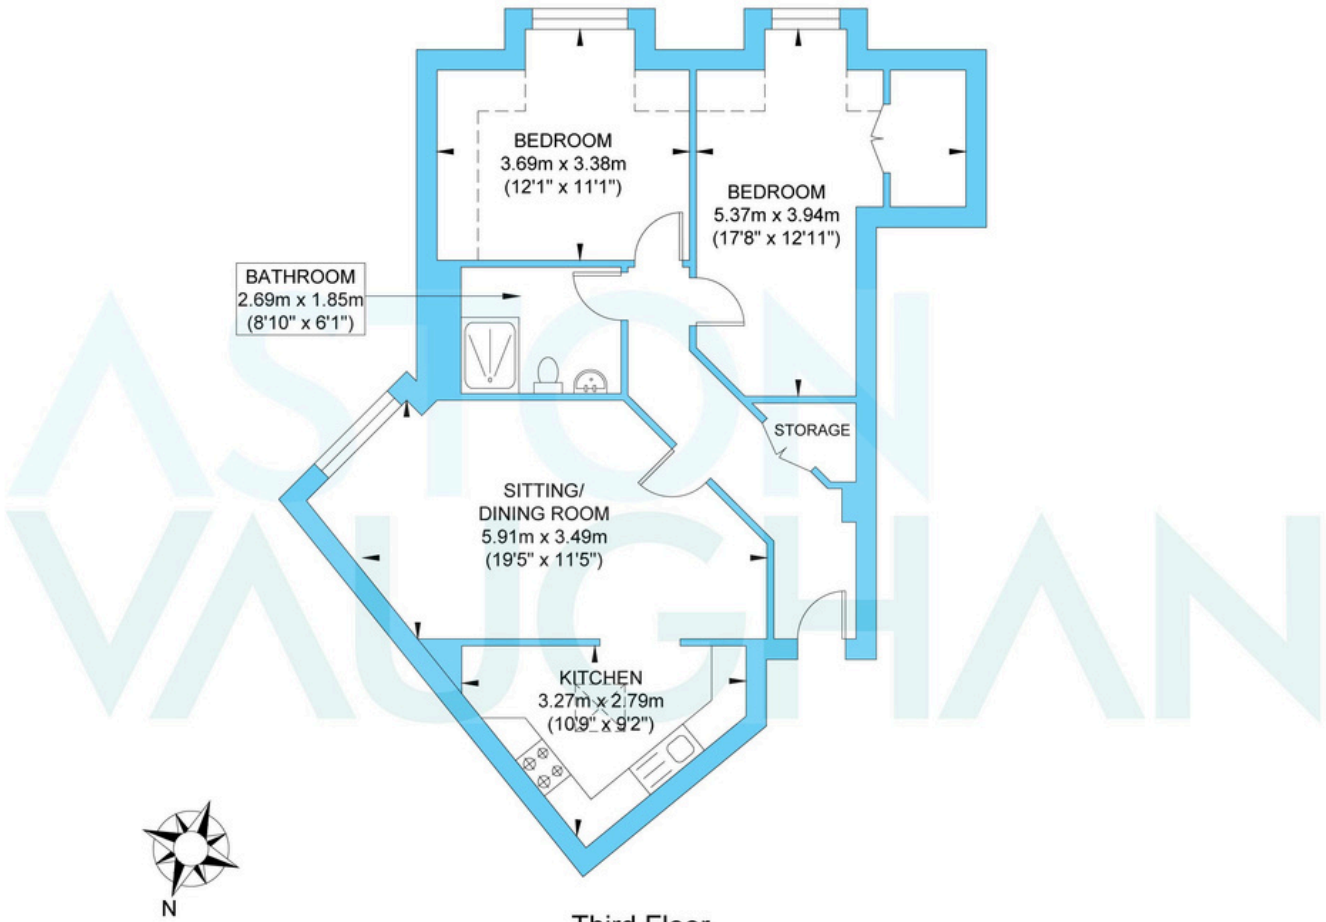 BEDROOM
3.69m x 3.38m
(12'1" x 11'1")
BEDROOM
5.37m x 3.94m
(17'8" x 12'11")
BATHROOM
2.69m x 1.85m
(8'10" x 6'1")
STORAGE
SITTING/
DINING ROOM
5.91m x 3.49m
(19'5" x 11'5")
KITCHEN
3.27m x 2.79m
(10'9" x 9'2")
ASTON
VAUGHAN
N
Third Floor